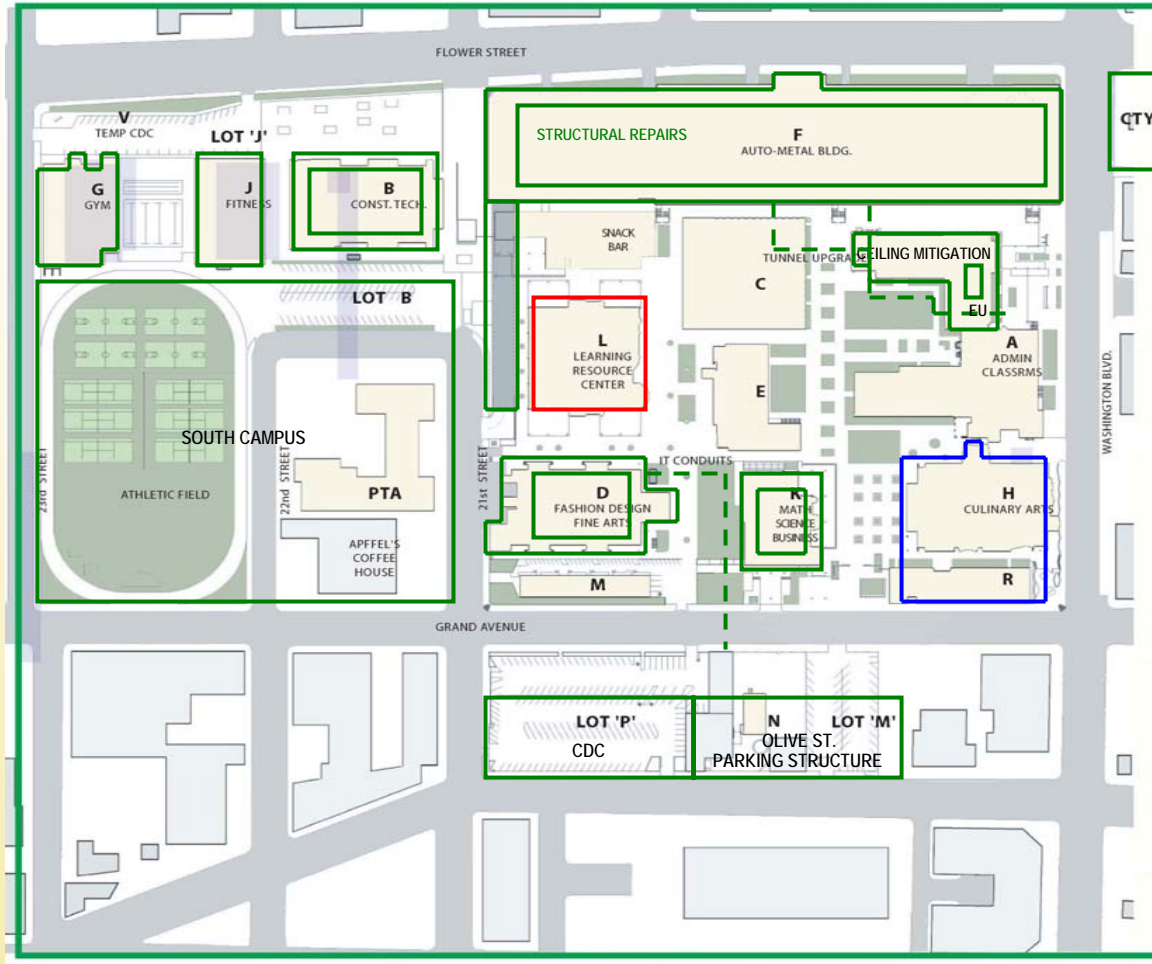 FLOWER STREET
V
TEMP CDC
LOT 'J'
STRUCTURAL REPAIRS
F
AUTO-METAL BLDG.
CTY
G
GYM
J
FITNESS
B
CONST. TECH.
SNACK
BAR
TUNNEL UPGRADE
CEILING MITIGATION
C
EU
LOT B
L
LEARNING
RESOURCE
CENTER
A
ADMIN
CLASSRMS
WASHINGTON BLVD.
E
SOUTH CAMPUS
23rd STREET
ATHLETIC FIELD
22nd STREET
PTA
21st STREET
IT CONDUITS
D
FASHION DESIGN
FINE ARTS
K
MATH
SCIENCE
BUSINESS
H
CULINARY ARTS
APFFEL'S
COFFEE
HOUSE
M
R
GRAND AVENUE
LOT 'P'
CDC
N
LOT 'M'
OLIVE ST.
PARKING STRUCTURE